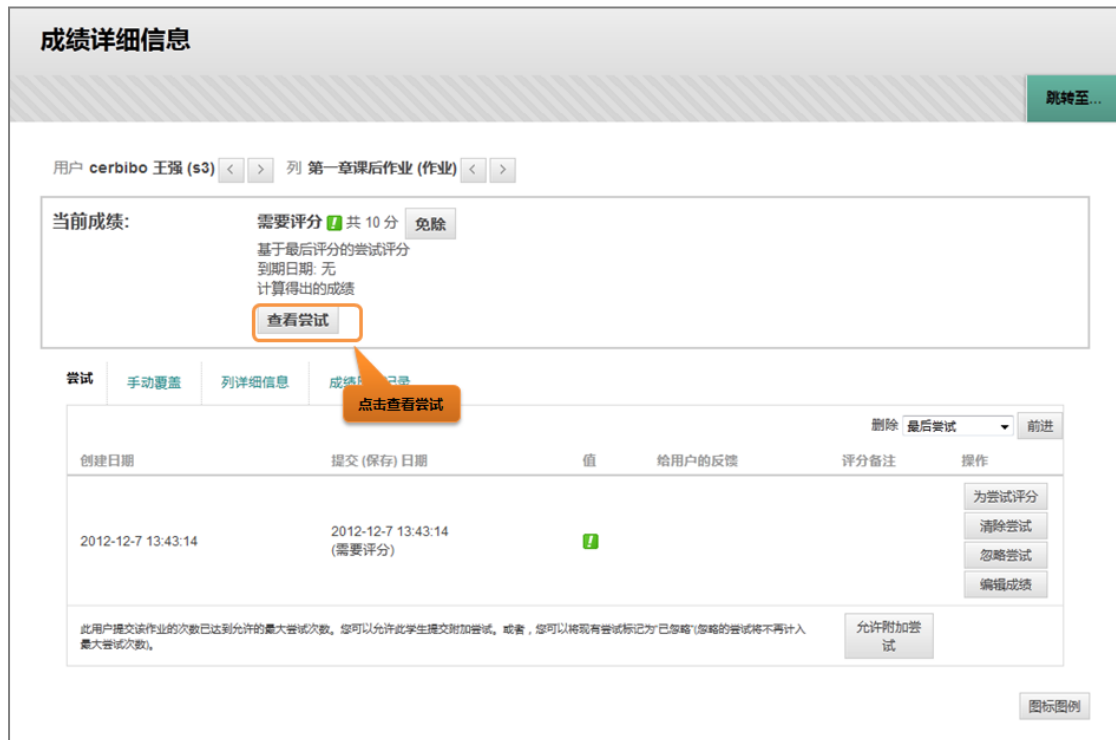 成绩详细信息
跳转至...
用户 cerbibo 王强 (s3) < > 列 第一章课后作业 (作业) < >
当前成绩: 需要评分 ! 共 10 分 免除
基于最后评分的尝试评分
到期日期: 无
计算得出的成绩
查看尝试
尝试 手动覆盖 列详细信息 成绩 记录
点击查看尝试
删除 最后尝试 前进
创建日期 提交 (保存) 日期 值 给用户的反馈 评分备注 操作
为尝试评分
2012-12-7 13:43:14 2012-12-7 13:43:14 !
(需要评分)
清除尝试
忽略尝试
编辑成绩
此用户提交该作业的次数已达到允许的最大尝试次数。您可以允许此学生提交附加尝试。或者，您可以将现有尝试标记为“已忽略”(忽略的尝试将不再计入
最大尝试次数)。
允许附加尝
试
图标图例